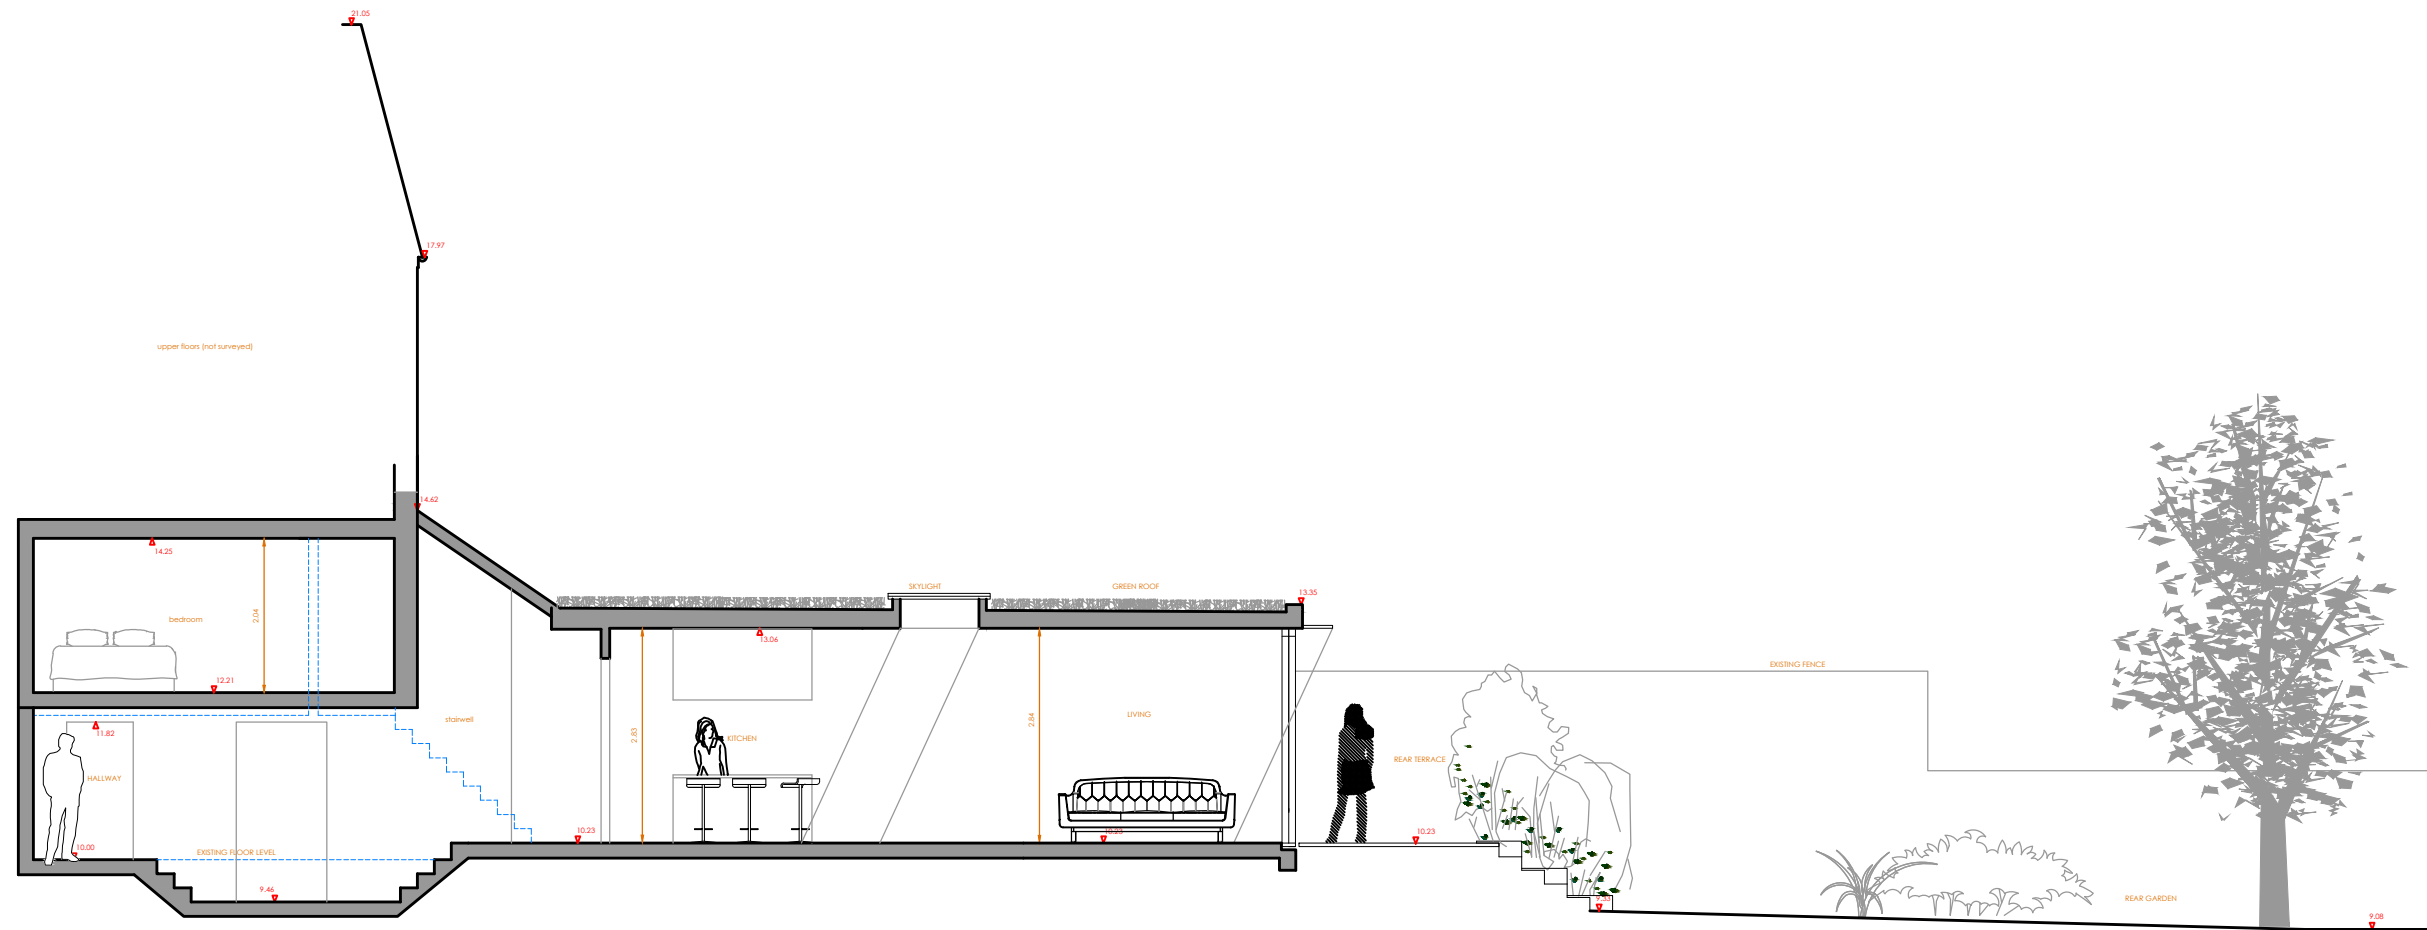 21.05
17.97
upper floors (not surveyed)
14.62
14.25
SKYLIGHT
GREEN ROOF
13.35
2.04
bedroom
13.06
EXISTING FENCE
12.21
stairwell
LIVING
2.84
11.82
2.83
KITCHEN
REAR TERRACE
HALLWAY
10.23
10.23
10.23
10.00
EXISTING FLOOR LEVEL
9.46
9.33
REAR GARDEN
9.08